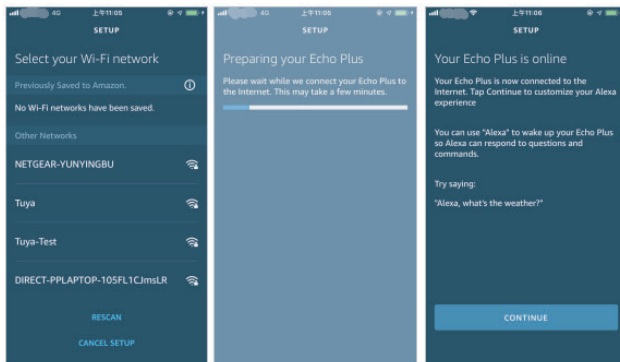 4G 上午11:05
SETUP
Select your Wi-Fi network
Previously Saved to Amazon.
No Wi-Fi networks have been saved.
Other Networks
NETGEAR-YUNYINGBU
Tuya
Tuya-Test
DIRECT-PPLAPTOP-105FL1CJmsLR
RESCAN
CANCEL SETUP
4G 上午11:05
SETUP
Preparing your Echo Plus
Please wait while we connect your Echo Plus to
the Internet. This may take a few minutes.
上午11:06
SETUP
Your Echo Plus is online
Your Echo Plus is now connected to the
Internet. Tap Continue to customize your Alexa
experience
You can use "Alexa" to wake up your Echo Plus
so Alexa can respond to questions and
commands.
Try saying:
"Alexa, what's the weather?"
CONTINUE